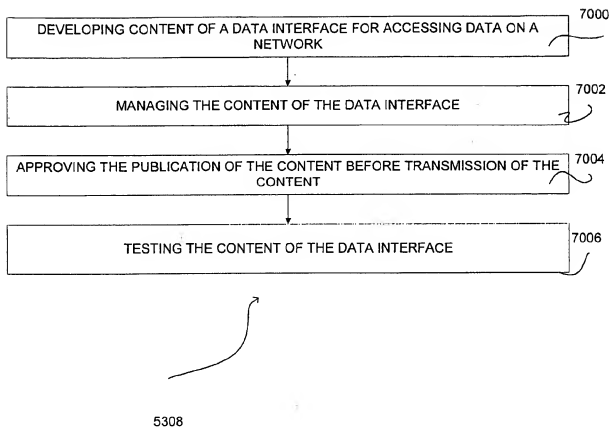 7000
DEVELOPING CONTENT OF A DATA INTERFACE FOR ACCESSING DATA ON A
NETWORK
7002
MANAGING THE CONTENT OF THE DATA INTERFACE
7004
APPROVING THE PUBLICATION OF THE CONTENT BEFORE TRANSMISSION OF THE
CONTENT
7006
TESTING THE CONTENT OF THE DATA INTERFACE
5308